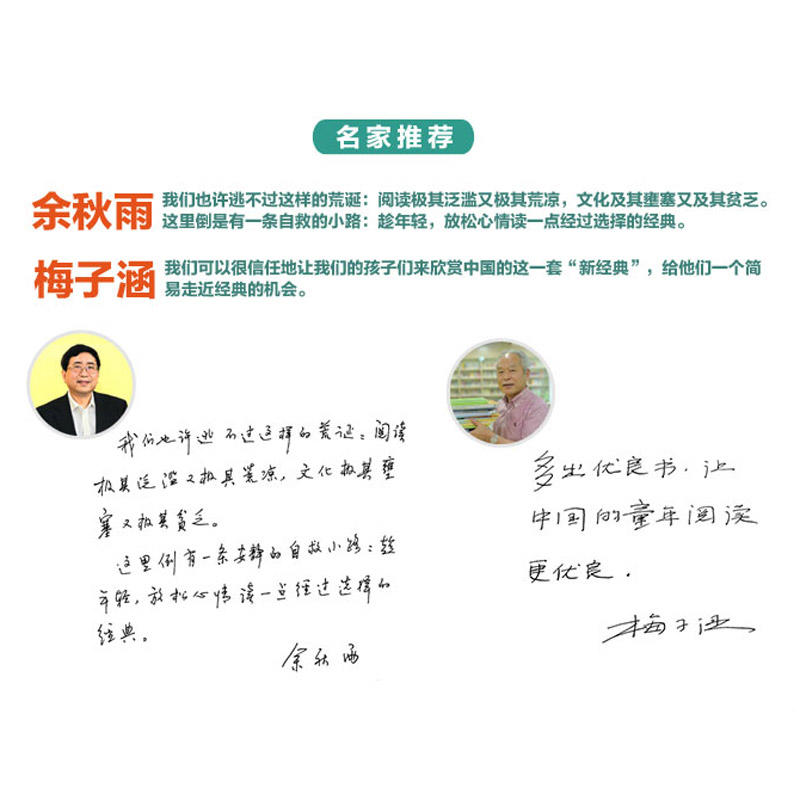 名家推荐
余秋雨
我们也许逃不过这样的荒诞：阅读极其泛滥又极其荒凉，文化及其壅塞又及其贫乏。
这里倒是有一条自救的小路：趁年轻，放松心情读一点经过选择的经典。
梅子涵
我们可以很信任地让我们的孩子们来欣赏中国的这一套“新经典”，给他们一个简
易走近经典的机会。
我们也许逃不过这样的荒诞：阅读
极其泛滥又极其荒凉，文化极其壅
塞又极其贫乏。
这里倒有一条安静的自救小路：趁
年轻，放松心情读一点经过选择的
经典。
余秋雨
多出优良书，让
中国的童年阅读
更优良．
梅子涵